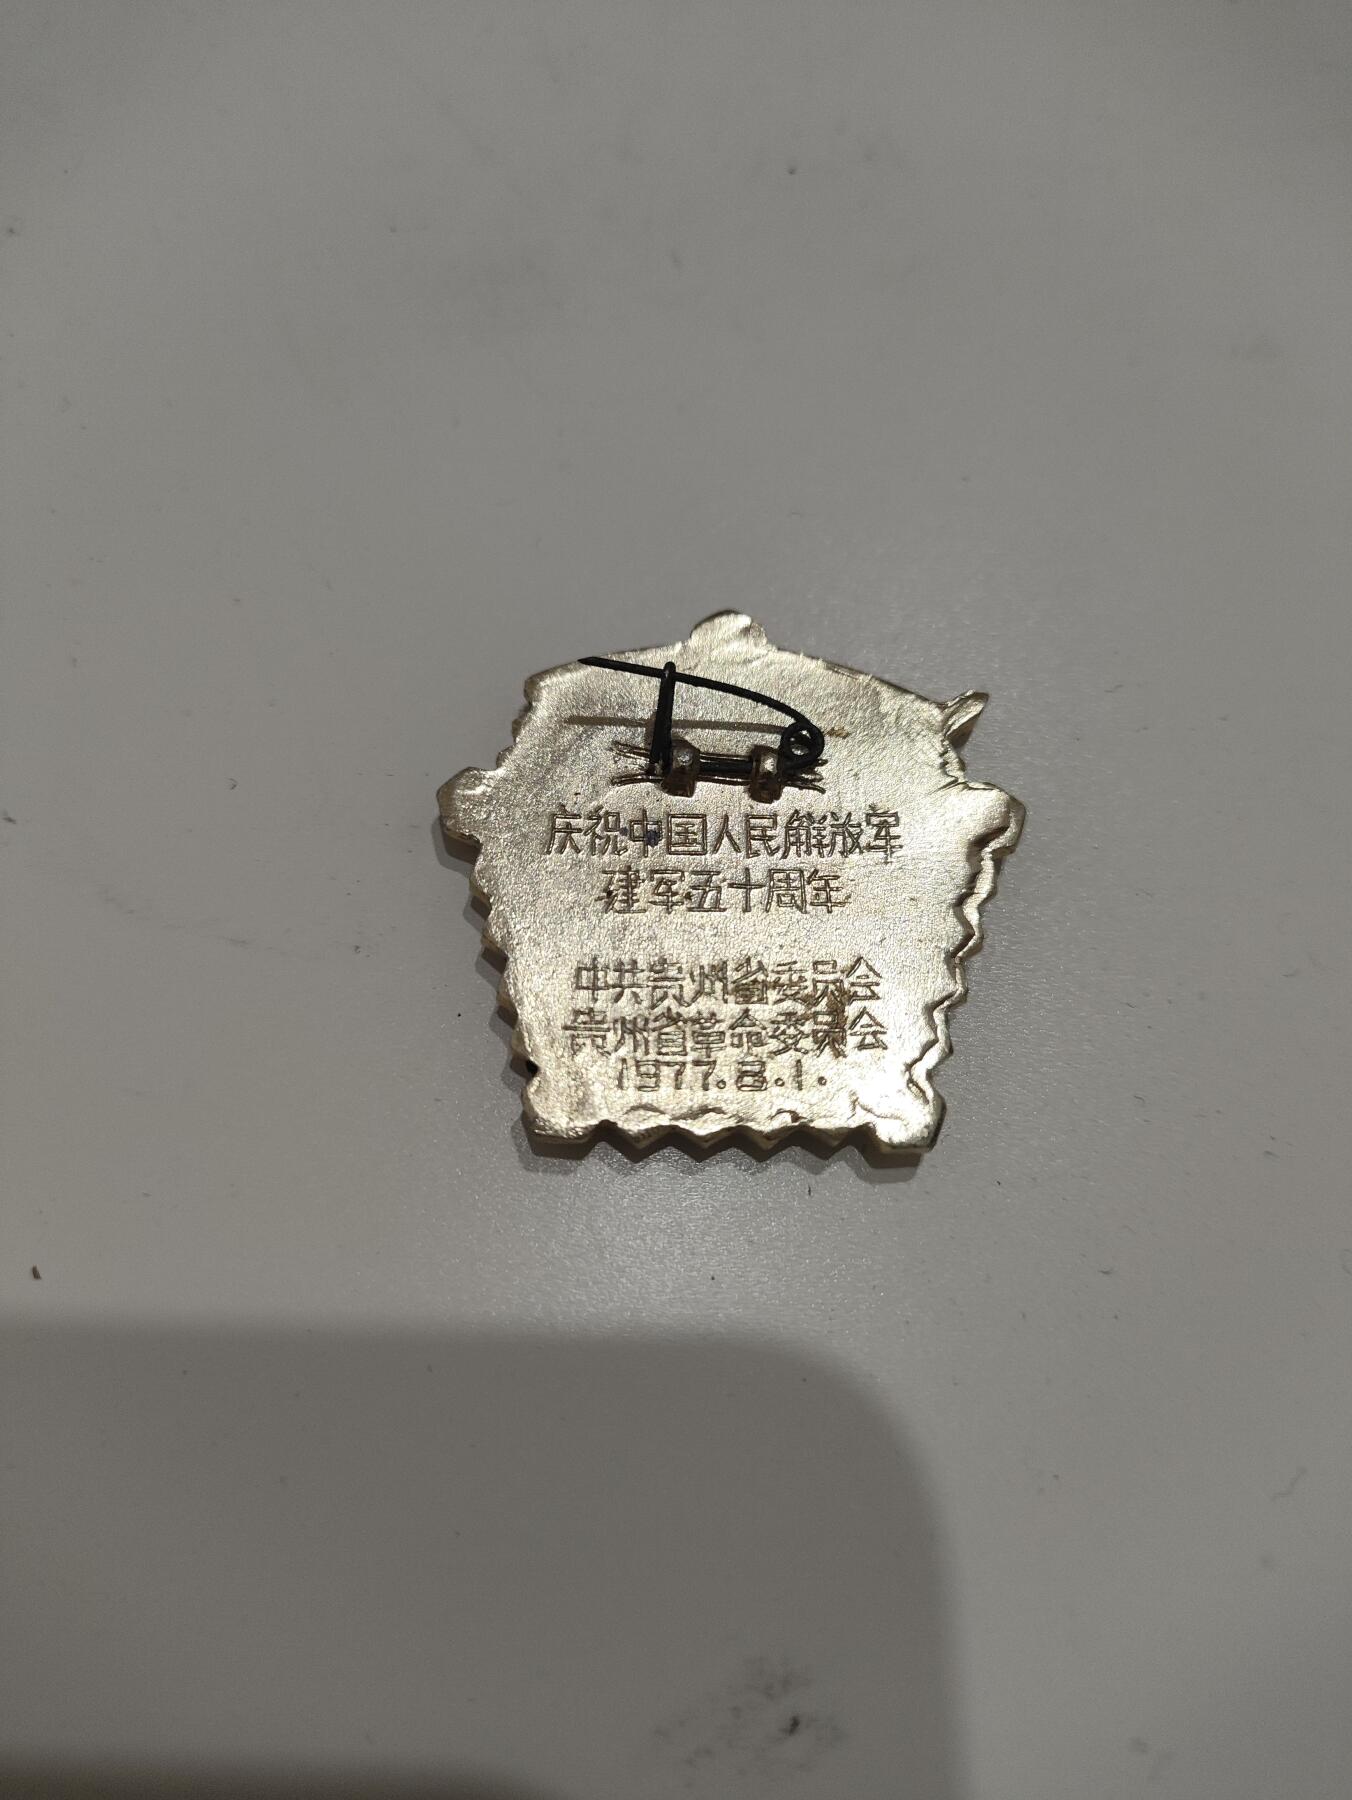 庆祝中国人民解放军
建军五十周年
中共贵州省委员会
贵州省革命委员会
1977.8.1.